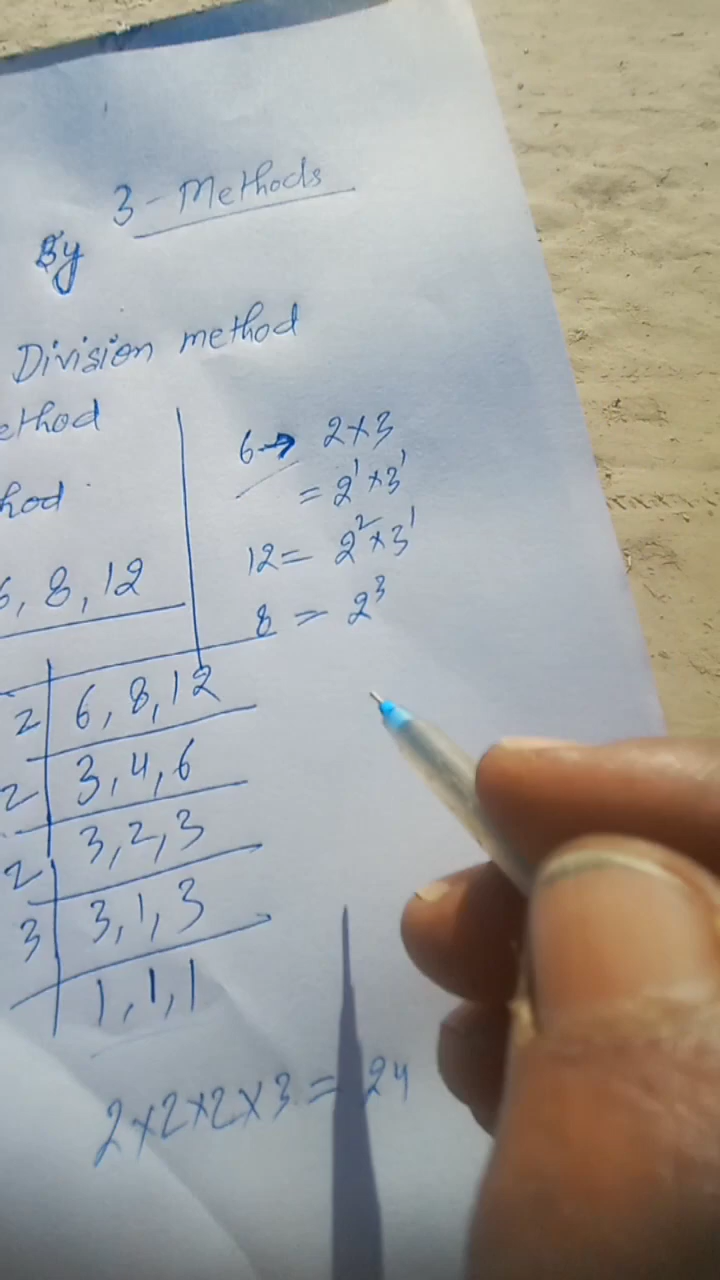 3 - Methods
By
Division method
ethod
hod
6, 8, 12
6 → 2×3
= 2¹×3¹
12 = 2²×3¹
8 = 2³
2 | 6, 8, 12
2 | 3, 4, 6
2 | 3, 2, 3
3 | 3, 1, 3
1, 1, 1
2×2×2×3 = 24